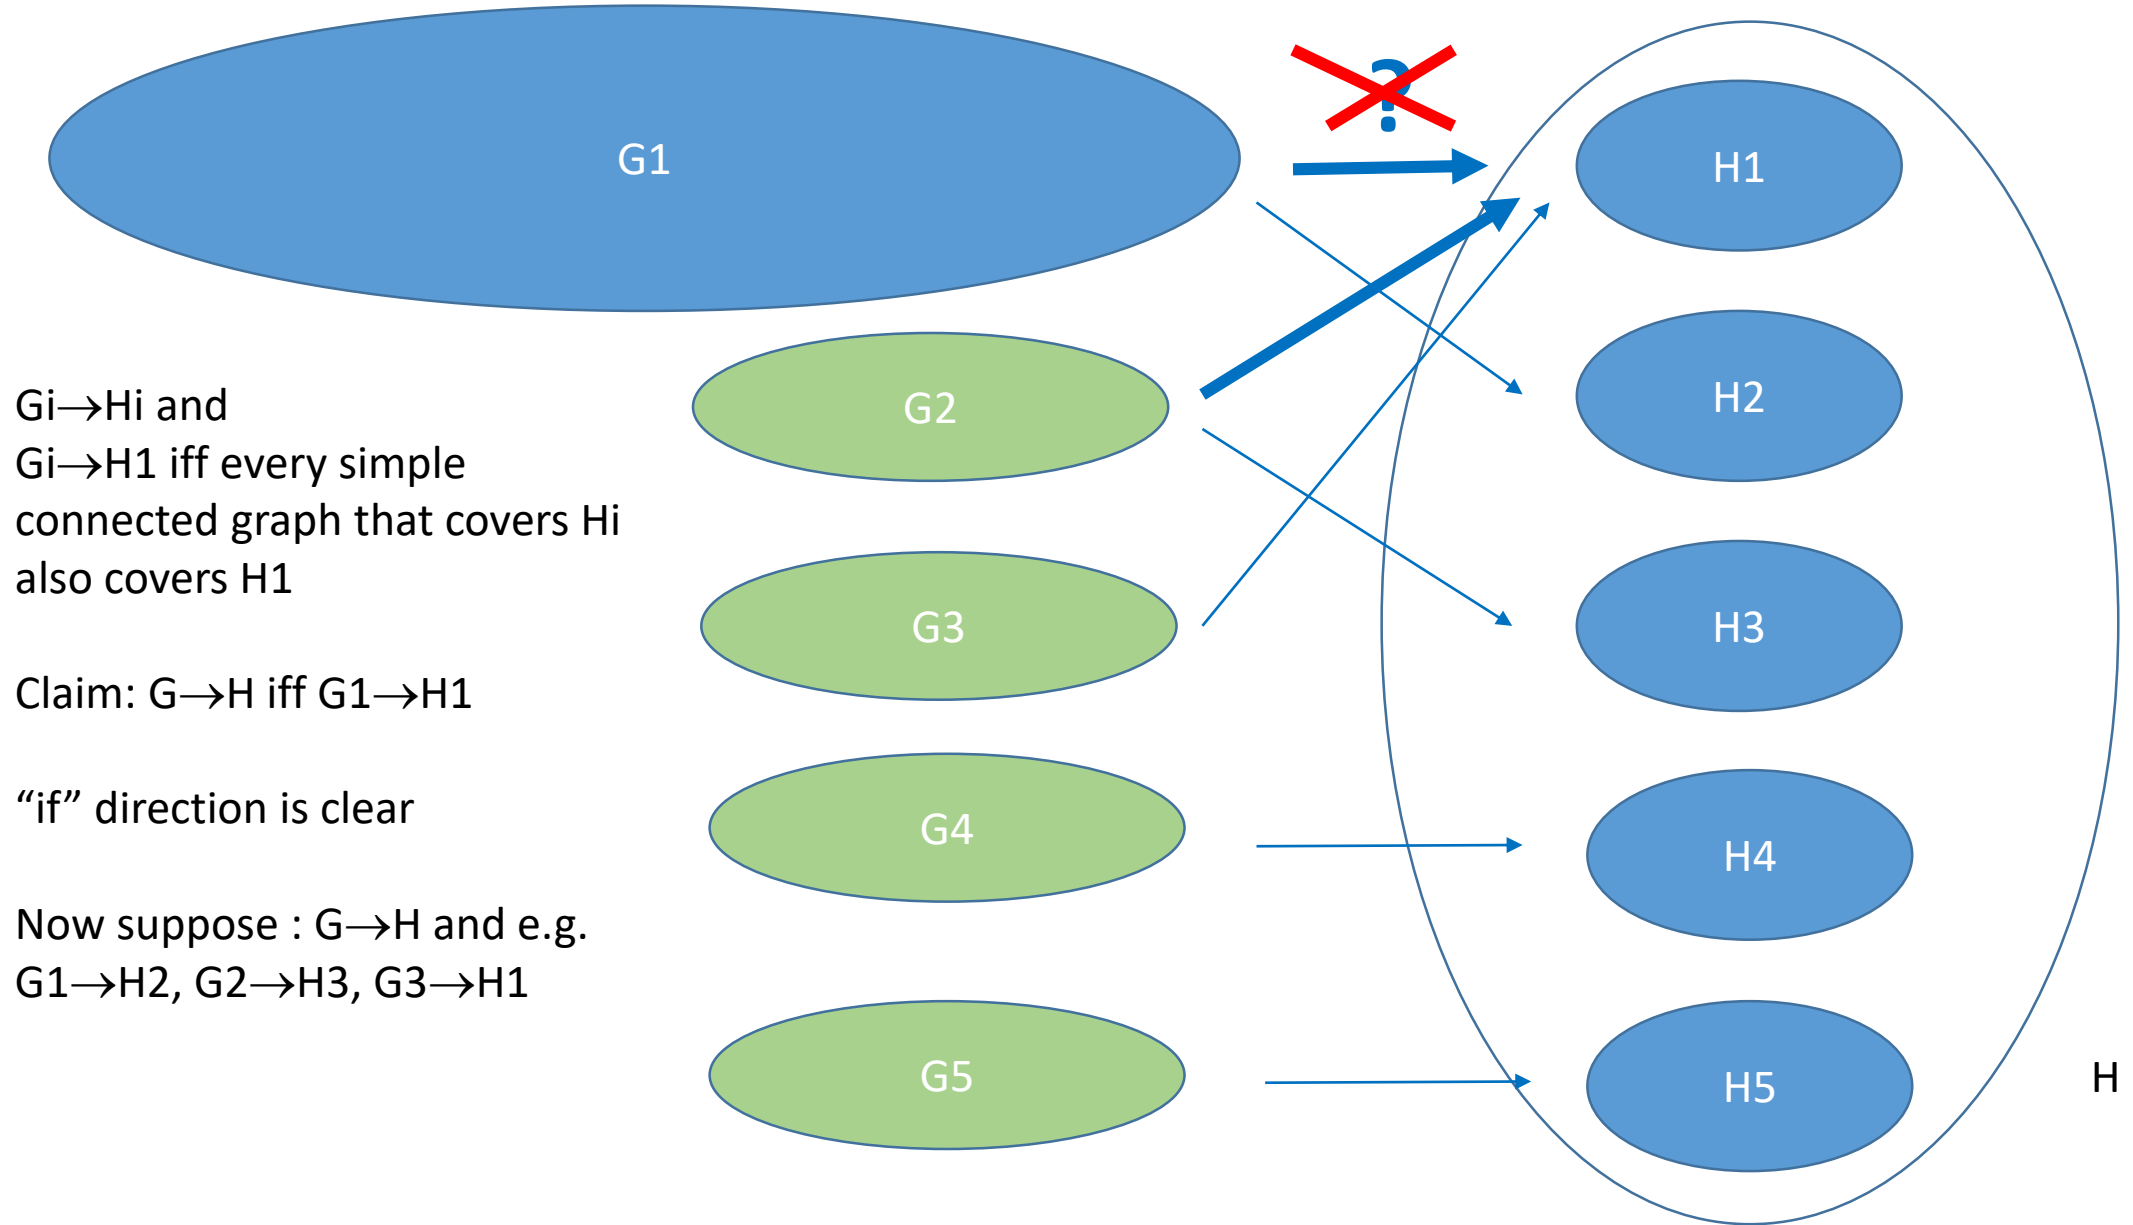 ?
G1
H1
Gi→Hi and
Gi→H1 iff every simple
connected graph that covers Hi
also covers H1
Claim: G→H iff G1→H1
“if” direction is clear
Now suppose : G→H and e.g.
G1→H2, G2→H3, G3→H1
G2
H2
G3
H3
G4
H4
G5
H5
H